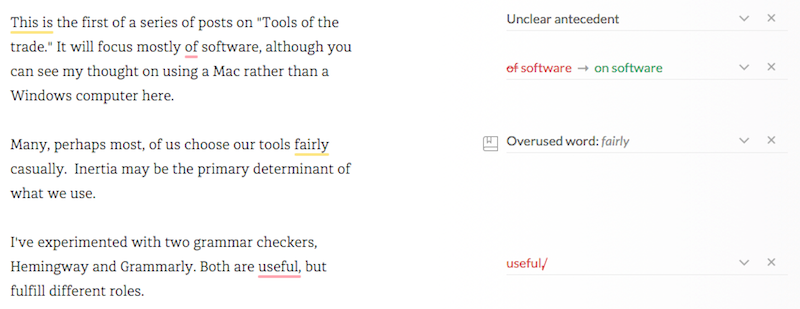 This is the first of a series of posts on "Tools of the
trade." It will focus mostly of software, although you
can see my thought on using a Mac rather than a
Windows computer here.
Many, perhaps most, of us choose our tools fairly
casually.  Inertia may be the primary determinant of
what we use.
I've experimented with two grammar checkers,
Hemingway and Grammarly. Both are useful, but
fulfill different roles.
Unclear antecedent
of software → on software
Overused word: fairly
useful,